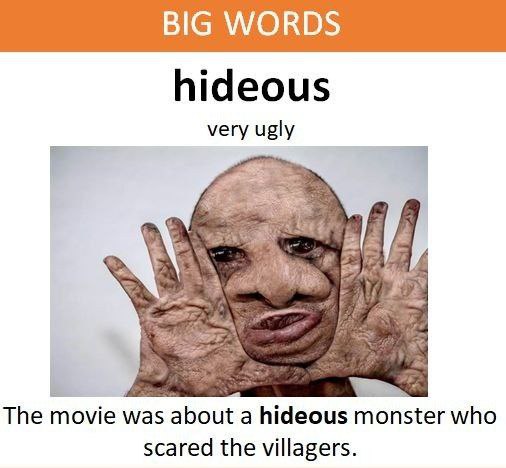 BIG WORDS
hideous
very ugly
The movie was about a hideous monster who
scared the villagers.